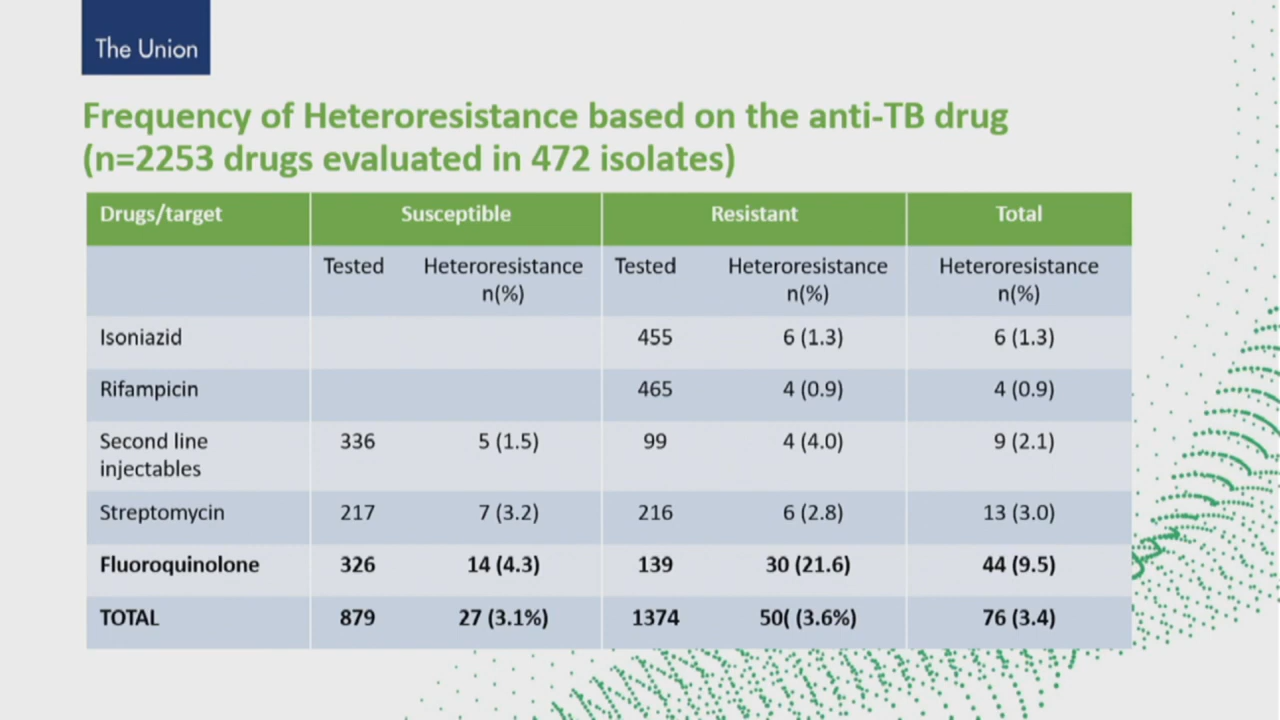 The Union
Frequency of Heteroresistance based on the anti-TB drug
(n=2253 drugs evaluated in 472 isolates)
Drugs/target Susceptible Resistant Total
Tested Heteroresistance Tested Heteroresistance Heteroresistance
n(%) n(%) n(%)
Isoniazid 455 6 (1.3) 6 (1.3)
Rifampicin 465 4 (0.9) 4 (0.9)
Second line 336 5 (1.5) 99 4 (4.0) 9 (2.1)
injectables
Streptomycin 217 7 (3.2) 216 6 (2.8) 13 (3.0)
Fluoroquinolone 326 14 (4.3) 139 30 (21.6) 44 (9.5)
TOTAL 879 27 (3.1%) 1374 50( (3.6%) 76 (3.4)